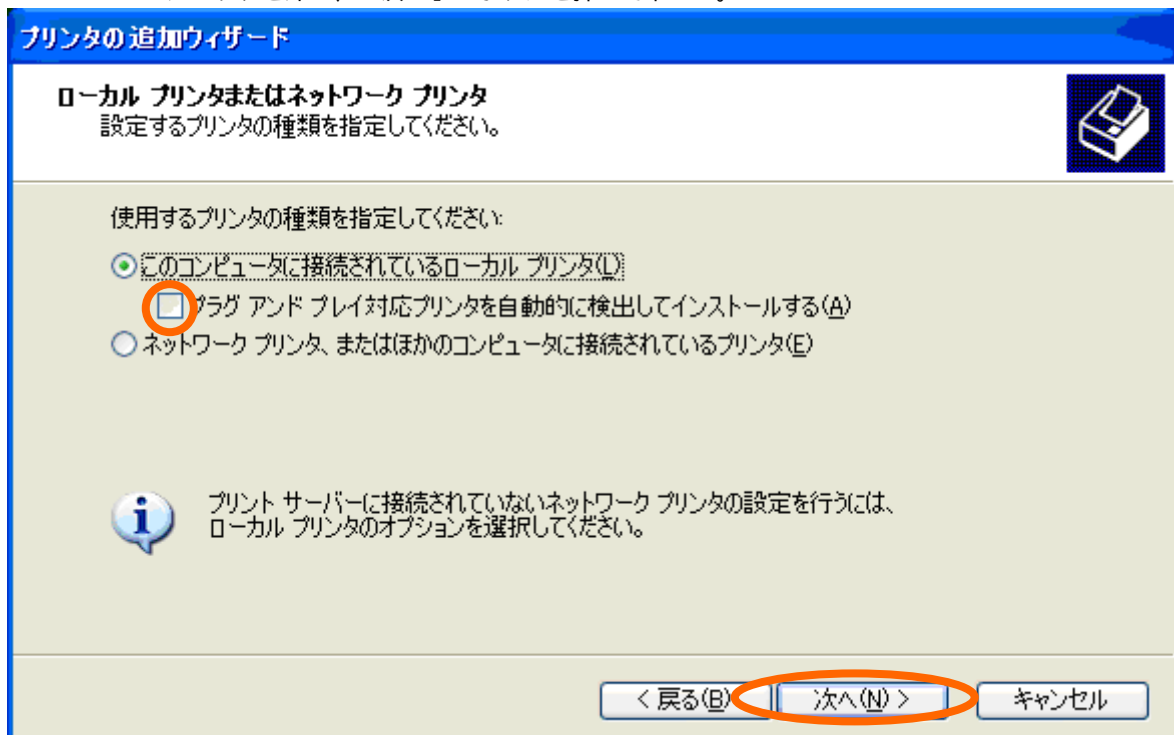 プリンタの追加ウィザード
ローカル プリンタまたはネットワーク プリンタ
設定するプリンタの種類を指定してください。
使用するプリンタの種類を指定してください:
このコンピュータに接続されているローカル プリンタ(L)
プラグ アンド プレイ対応プリンタを自動的に検出してインストールする(A)
ネットワーク プリンタ、またはほかのコンピュータに接続されているプリンタ(E)
プリント サーバーに接続されていないネットワーク プリンタの設定を行うには、
ローカル プリンタのオプションを選択してください。
< 戻る(B) 次へ(N) > キャンセル